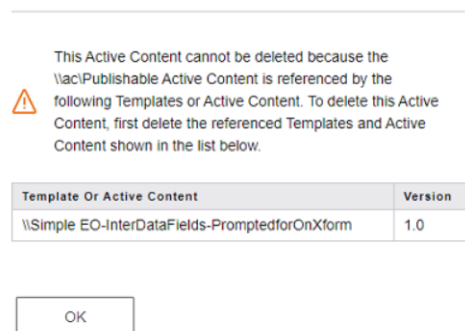 This Active Content cannot be deleted because the
\\ac\Publishable Active Content is referenced by the
following Templates or Active Content. To delete this Active
Content, first delete the referenced Templates and Active
Content shown in the list below.
Template Or Active Content Version
\\Simple EO-InterDataFields-PromptedforOnXform 1.0
OK